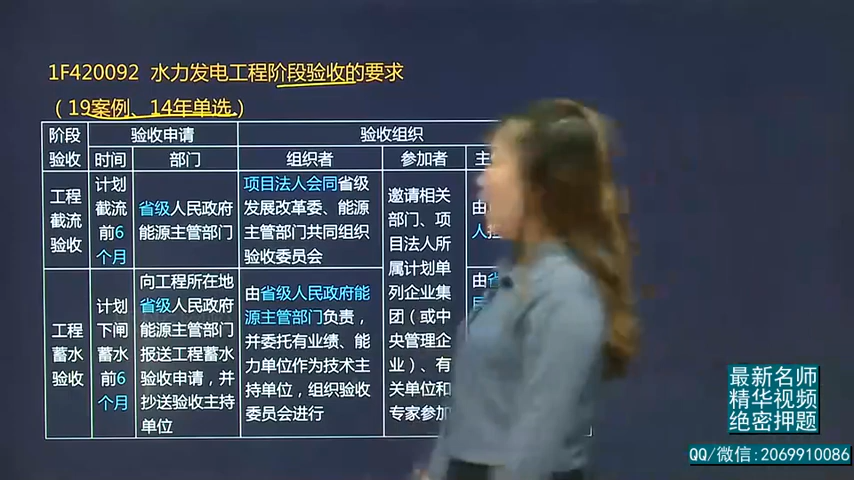 1F420092 水力发电工程阶段验收的要求
（19案例、14年单选）
阶段
验收
验收申请
验收组织
时间
部门
组织者
参加者
工程
截流
验收
计划
截流
前6
个月
省级人民政府
能源主管部门
项目法人会同省级
发展改革委、能源
主管部门共同组织
验收委员会
邀请相关
部门、项
目法人所
属计划单
列企业集
团（或中
央管理企
业）、有
关单位和
专家参加
工程
蓄水
验收
计划
下闸
蓄水
前6
个月
向工程所在地
省级人民政府
能源主管部门
报送工程蓄水
验收申请，并
抄送验收主持
单位
由省级人民政府能
源主管部门负责，
并委托有业绩、能
力单位作为技术主
持单位，组织验收
委员会进行
最新名师
精华视频
绝密押题
QQ/微信:2069910086